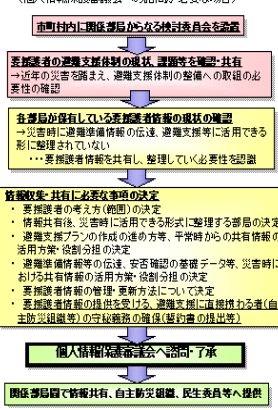 市町村内に関係部局からなる検討委員会を設置
要援護者の避難支援体制の現状、課題等を確認・共有
→近年の災害を踏まえ、避難支援体制の整備への取組の必
要性の確認
各部局が保有している要援護者情報の現状の確認
→災害時に避難準備情報の伝達、避難支援等に活用できる
形に整理されていない
・・・要援護者情報を共有し、整理していく必要性を認識
情報収集・共有に必要な事項の決定
・ 要援護者の考え方(範囲)の決定
・ 情報共有後、災害時に活用できる形式に整理する部局の決定
・ 避難支援プランの作成の進め方等、平常時からの共有情報の
活用方策・役割分担の決定
・ 避難準備情報等の伝達、安否確認の基礎データ等、災害時に
おける共有情報の活用方策・役割分担の決定
・ 要援護者情報の管理・更新方法について決定
・ 要援護者情報の提供を受ける、避難支援に直接携わる者(自
主防災組織等)の守秘義務の確保(誓約書の提出等)
個人情報保護審議会へ諮問・了承
関係部局間で情報共有、自主防災組織、民生委員等へ提供